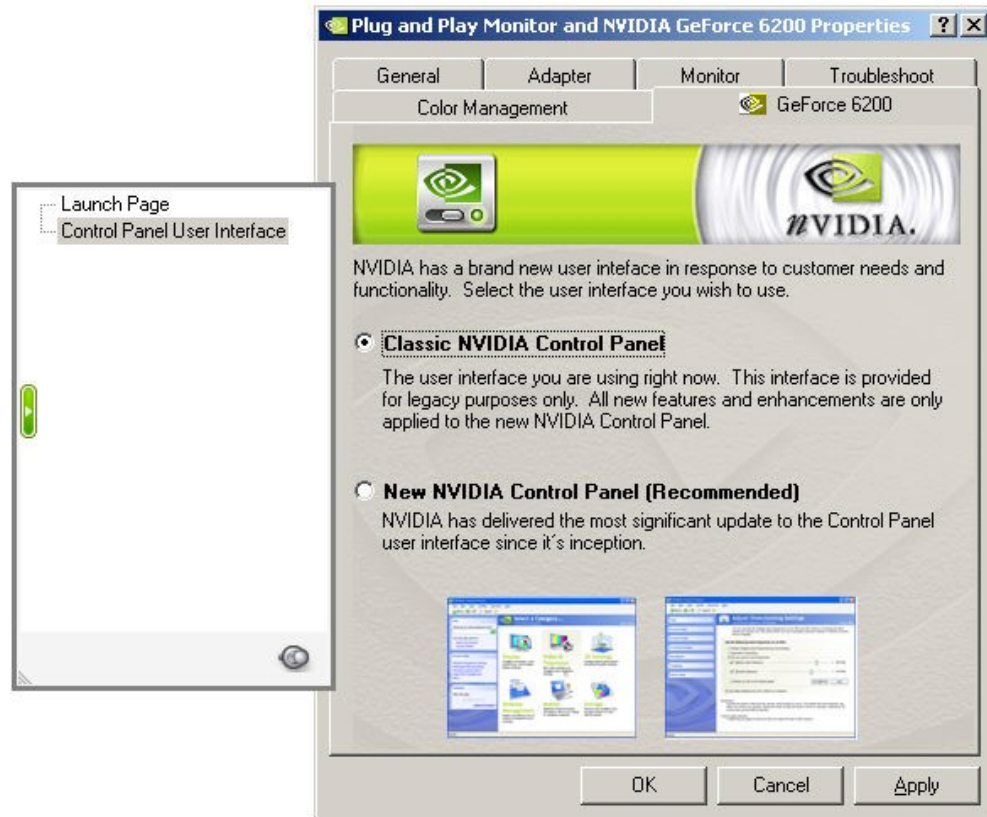 Plug and Play Monitor and NVIDIA GeForce 6200 Properties
General Adapter Monitor Troubleshoot
Color Management GeForce 6200
Launch Page
Control Panel User Interface
nVIDIA.
NVIDIA has a brand new user inteface in response to customer needs and
functionality. Select the user interface you wish to use.
Classic NVIDIA Control Panel
The user interface you are using right now. This interface is provided
for legacy purposes only. All new features and enhancements are only
applied to the new NVIDIA Control Panel.
New NVIDIA Control Panel (Recommended)
NVIDIA has delivered the most significant update to the Control Panel
user interface since it´s inception.
Select a Category...
OK Cancel Apply